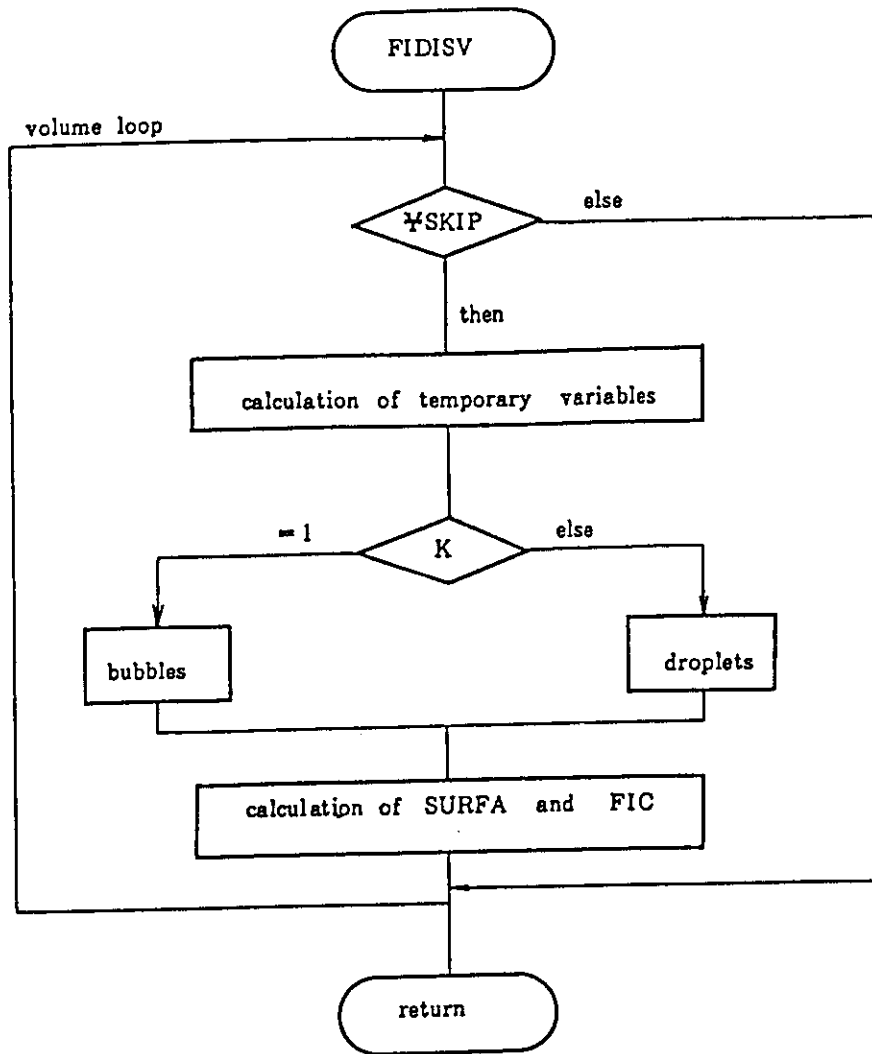 FIDISV
volume loop
¥SKIP
else
then
calculation of temporary variables
= 1
K
else
bubbles
droplets
calculation of SURFA and FIC
return